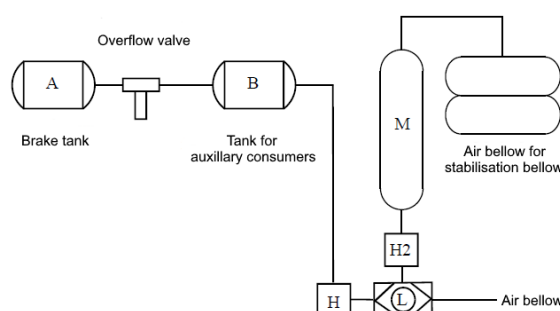 Overflow valve
A
B
Brake tank
Tank for
auxillary consumers
M
Air bellow for
stabilisation bellow
H2
H
L
Air bellow